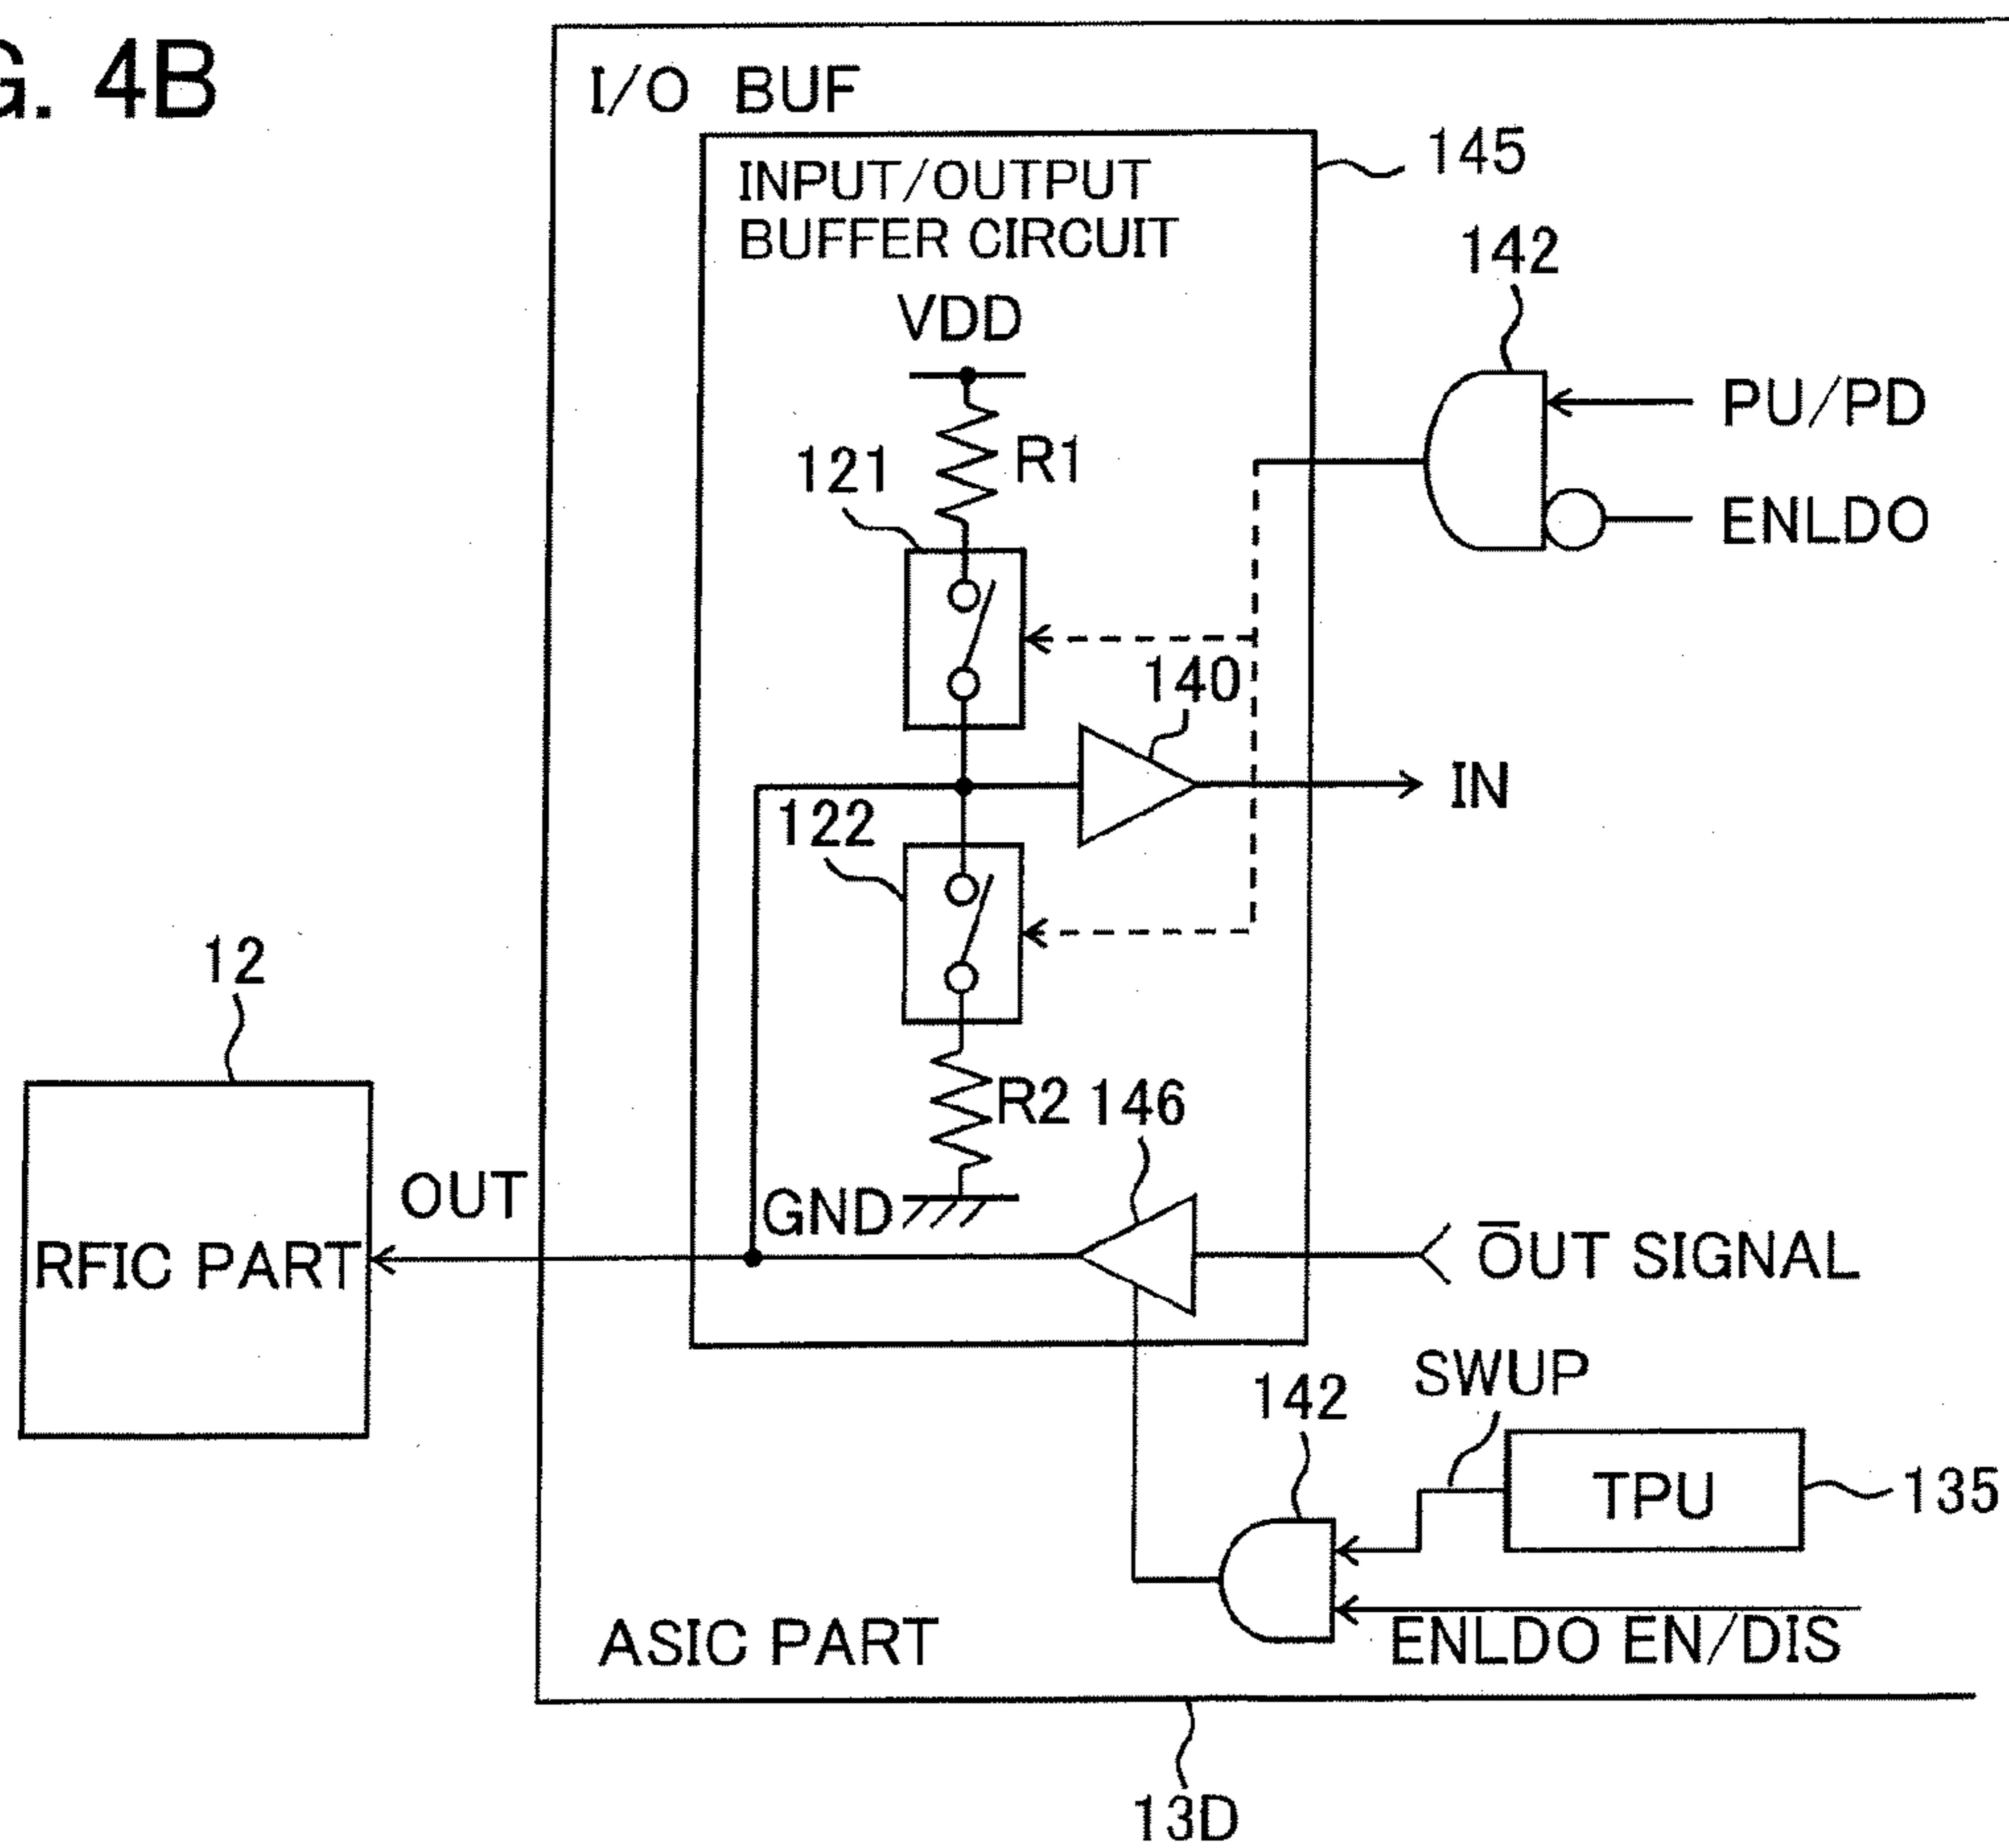 G. 4B
I/O BUF
INPUT/OUTPUT
BUFFER CIRCUIT
145
142
VDD
PU/PD
R1
121
ENLDO
140
IN
122
12
R2
146
OUT
GND
RFIC PART
O̅UT SIGNAL
SWUP
142
TPU
135
ENLDO EN/DIS
ASIC PART
13D